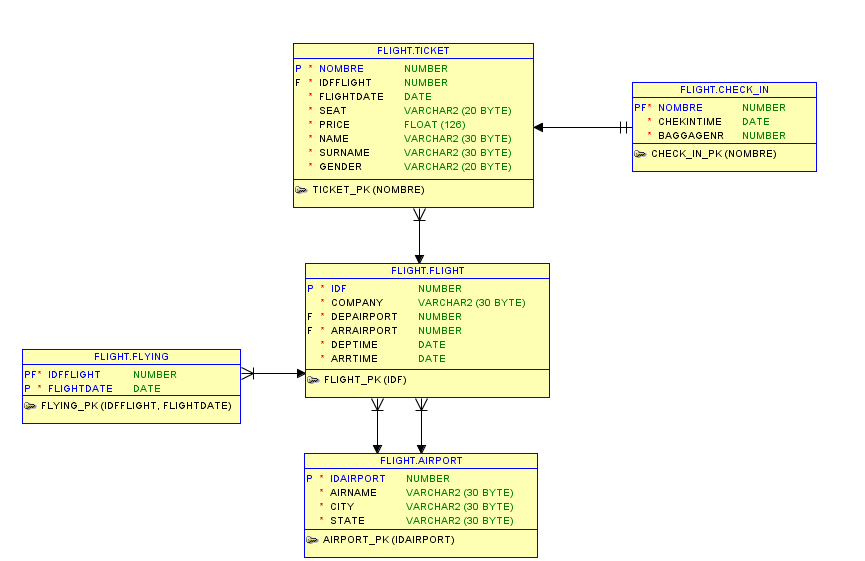 FLIGHT.TICKET
P * NOMBRE NUMBER
F * IDFFLIGHT NUMBER
* FLIGHTDATE DATE
* SEAT VARCHAR2 (20 BYTE)
* PRICE FLOAT (126)
* NAME VARCHAR2 (30 BYTE)
* SURNAME VARCHAR2 (30 BYTE)
* GENDER VARCHAR2 (20 BYTE)
TICKET_PK (NOMBRE)
FLIGHT.CHECK_IN
PF* NOMBRE NUMBER
* CHEKINTIME DATE
* BAGGAGENR NUMBER
CHECK_IN_PK (NOMBRE)
FLIGHT.FLIGHT
P * IDF NUMBER
* COMPANY VARCHAR2 (30 BYTE)
F * DEPAIRPORT NUMBER
F * ARRAIRPORT NUMBER
* DEPTIME DATE
* ARRTIME DATE
FLIGHT_PK (IDF)
FLIGHT.FLYING
PF* IDFFLIGHT NUMBER
P * FLIGHTDATE DATE
FLYING_PK (IDFFLIGHT, FLIGHTDATE)
FLIGHT.AIRPORT
P * IDAIRPORT NUMBER
* AIRNAME VARCHAR2 (30 BYTE)
* CITY VARCHAR2 (30 BYTE)
* STATE VARCHAR2 (30 BYTE)
AIRPORT_PK (IDAIRPORT)